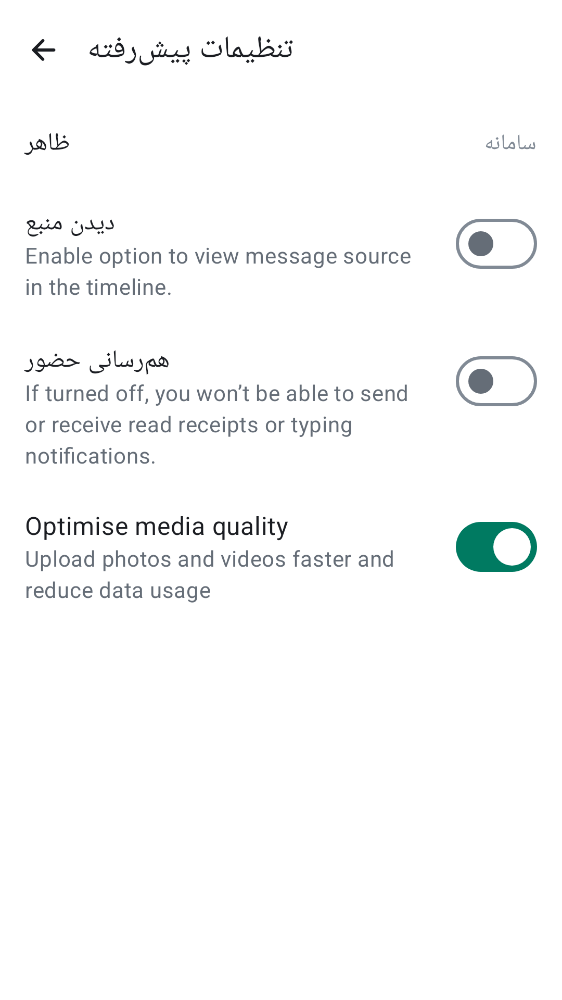 تنظیمات پیش‌رفته
ظاهر
سامانه
دیدن منبع
Enable option to view message source
in the timeline.
هم‌رسانی حضور
If turned off, you won’t be able to send
or receive read receipts or typing
notifications.
Optimise media quality
Upload photos and videos faster and
reduce data usage